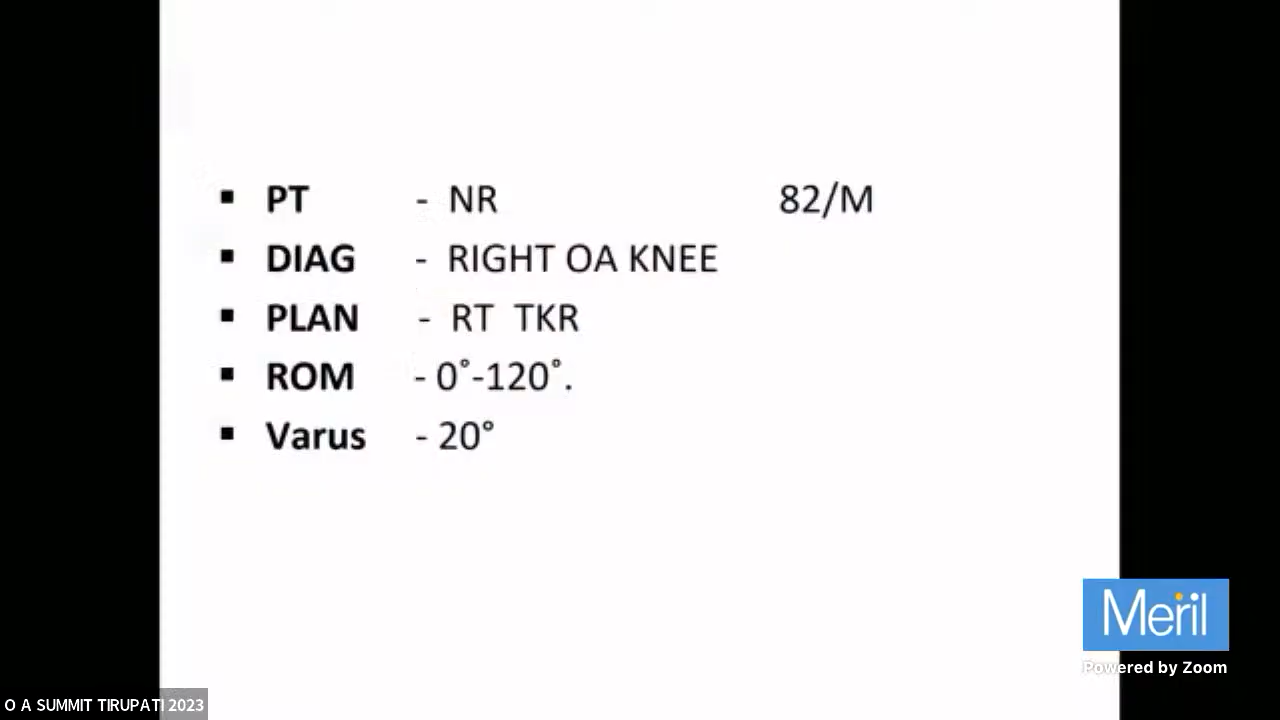 ▪ PT - NR 82/M
▪ DIAG - RIGHT OA KNEE
▪ PLAN - RT TKR
▪ ROM - 0˚-120˚.
▪ Varus - 20°
Meril
Powered by Zoom
O A SUMMIT TIRUPATI 2023